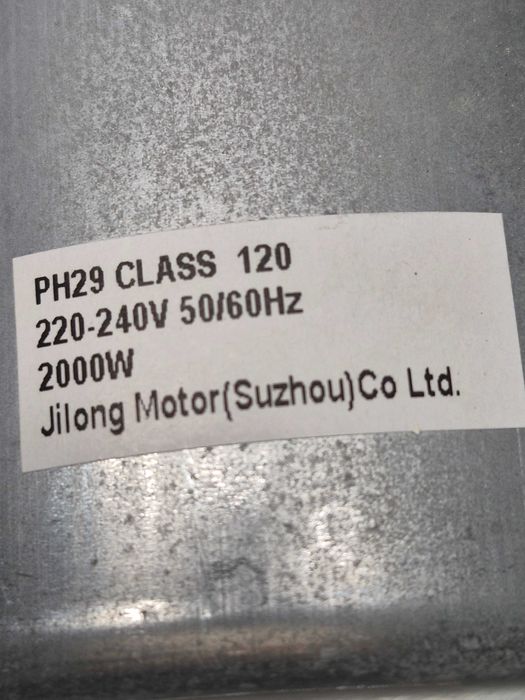 PH29 CLASS 120
220-240V 50/60Hz
2000W
Jilong Motor(Suzhou)Co Ltd.